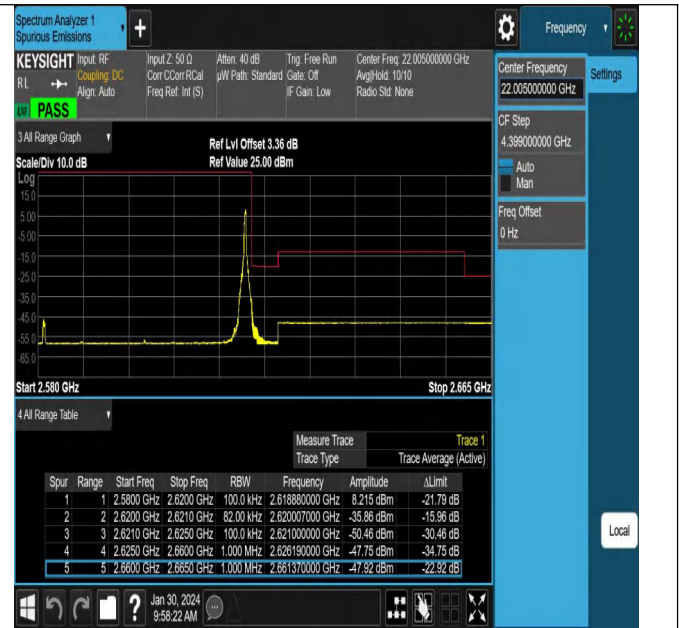 Spectrum Analyzer 1
Spurious Emissions
Frequency
KEYSIGHT
RL
Input: RF
Coupling: DC
Align: Auto
Input Z: 50 Ω
Corr CCorr RCal
Freq Ref: Int (S)
Atten: 40 dB
µW Path: Standard
Trig: Free Run
Gate: Off
IF Gain: Low
Center Freq: 22.005000000 GHz
Avg|Hold: 10/10
Radio Std: None
PASS
Center Frequency
22.005000000 GHz
Settings
CF Step
4.399000000 GHz
Auto
Man
Freq Offset
0 Hz
3 All Range Graph
Scale/Div 10.0 dB
Ref Lvl Offset 3.36 dB
Ref Value 25.00 dBm
Log
15.0
5.00
-5.00
-15.0
-25.0
-35.0
-45.0
-55.0
-65.0
Start 2.580 GHz
Stop 2.665 GHz
4 All Range Table
Measure Trace Trace 1
Trace Type Trace Average (Active)
Spur Range Start Freq Stop Freq RBW Frequency Amplitude ΔLimit
1 1 2.5800 GHz 2.6200 GHz 100.0 kHz 2.618880000 GHz 8.215 dBm -21.79 dB
2 2 2.6200 GHz 2.6210 GHz 82.00 kHz 2.620007000 GHz -35.86 dBm -15.96 dB
3 3 2.6210 GHz 2.6250 GHz 100.0 kHz 2.621000000 GHz -50.46 dBm -30.46 dB
4 4 2.6250 GHz 2.6600 GHz 1.000 MHz 2.626190000 GHz -47.75 dBm -34.75 dB
5 5 2.6600 GHz 2.6650 GHz 1.000 MHz 2.661370000 GHz -47.92 dBm -22.92 dB
Local
Jan 30, 2024
9:58:22 AM